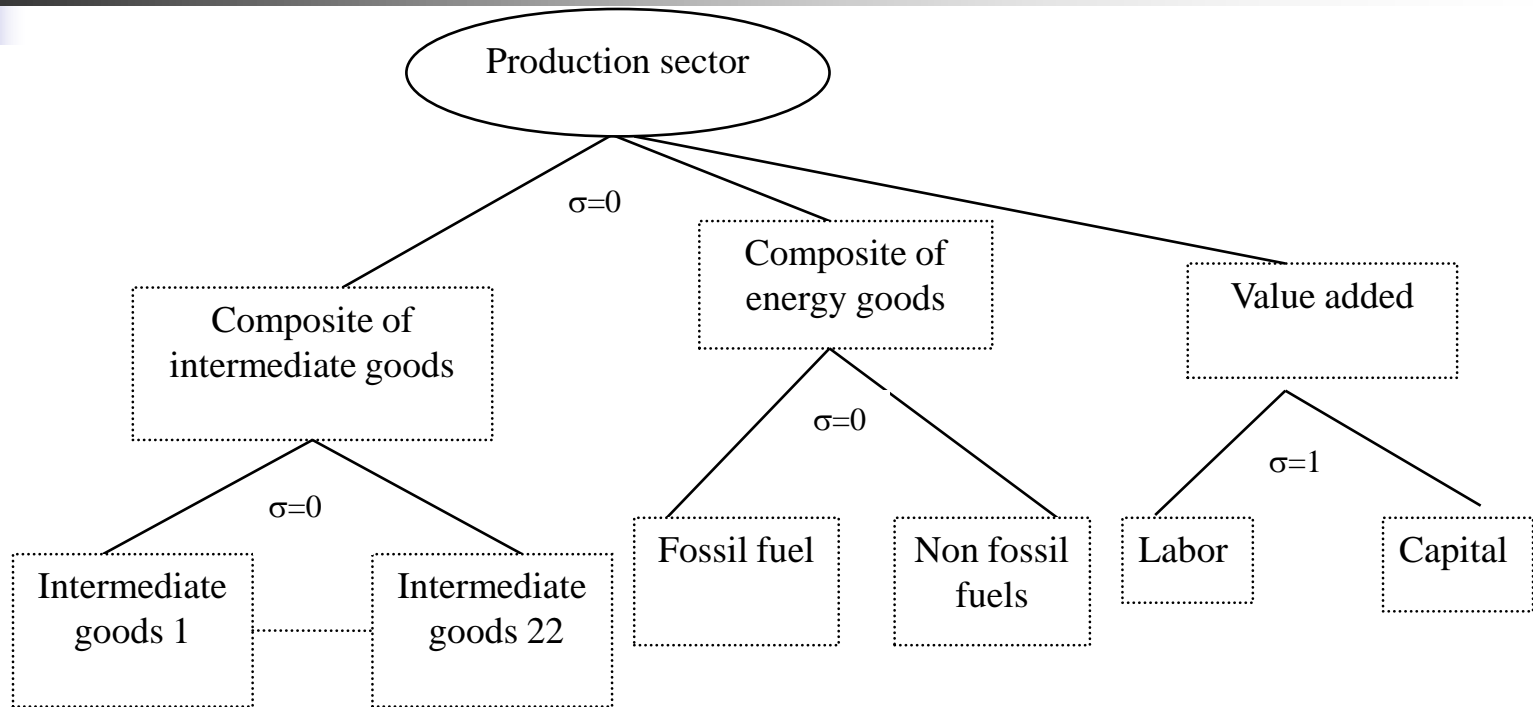 Production sector
σ=0
Composite of
intermediate goods
Composite of
energy goods
Value added
σ=0
σ=0
σ=1
Intermediate
goods 1
Intermediate
goods 22
Fossil fuel
Non fossil
fuels
Labor
Capital